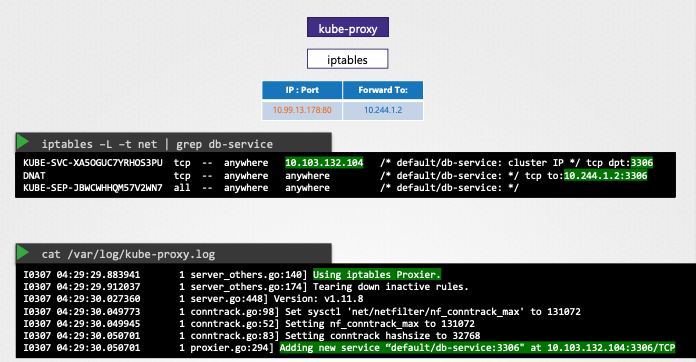 kube-proxy
iptables
IP : Port Forward To:
10.99.13.178:80 10.244.1.2
iptables –L –t net | grep db-service
KUBE-SVC-XA5OGUC7YRHOS3PU tcp -- anywhere 10.103.132.104 /* default/db-service: cluster IP */ tcp dpt:3306
DNAT tcp -- anywhere anywhere /* default/db-service: */ tcp to:10.244.1.2:3306
KUBE-SEP-JBWCWHHQM57V2WN7 all -- anywhere anywhere /* default/db-service: */
cat /var/log/kube-proxy.log
I0307 04:29:29.883941 1 server_others.go:140] Using iptables Proxier.
I0307 04:29:29.912037 1 server_others.go:174] Tearing down inactive rules.
I0307 04:29:30.027360 1 server.go:448] Version: v1.11.8
I0307 04:29:30.049773 1 conntrack.go:98] Set sysctl 'net/netfilter/nf_conntrack_max' to 131072
I0307 04:29:30.049945 1 conntrack.go:52] Setting nf_conntrack_max to 131072
I0307 04:29:30.050701 1 conntrack.go:83] Setting conntrack hashsize to 32768
I0307 04:29:30.050701 1 proxier.go:294] Adding new service “default/db-service:3306" at 10.103.132.104:3306/TCP